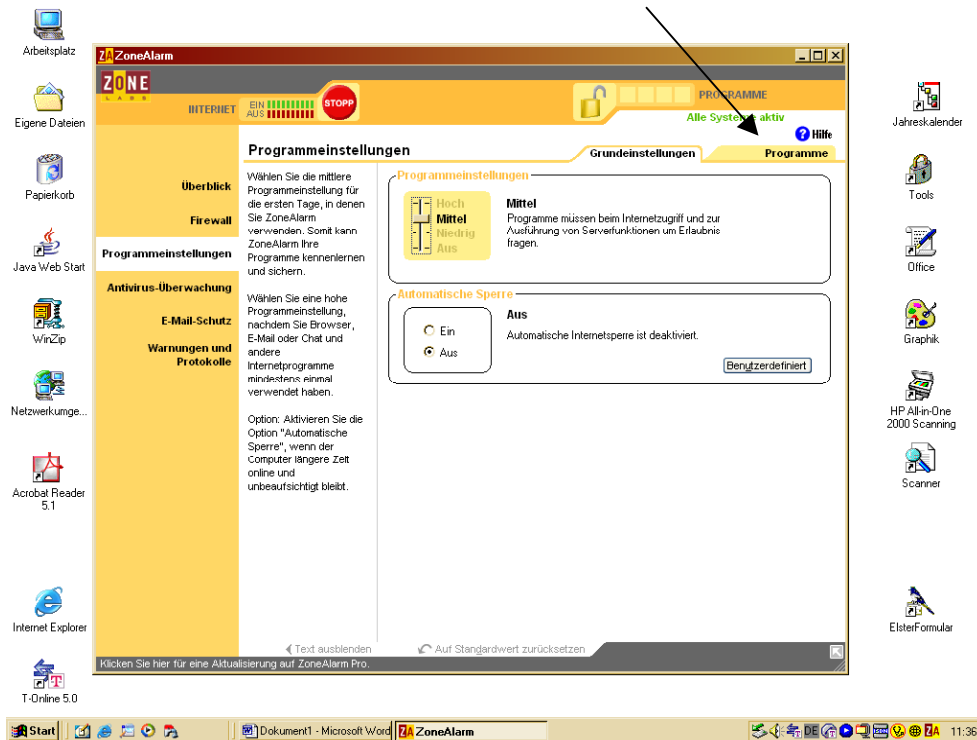 Arbeitsplatz
Eigene Dateien
Papierkorb
Java Web Start
WinZip
Netzwerkumge...
Acrobat Reader
5.1
Internet Explorer
T-Online 5.0
ZA ZoneAlarm
ZONE
LABS
INTERNET
EIN
AUS
STOPP
PROGRAMME
Alle Systeme aktiv
? Hilfe
Programmeinstellungen
Grundeinstellungen
Programme
Überblick
Firewall
Programmeinstellungen
Antivirus-Überwachung
E-Mail-Schutz
Warnungen und
Protokolle
Wählen Sie die mittlere
Programmeinstellung für
die ersten Tage, in denen
Sie ZoneAlarm
verwenden. Somit kann
ZoneAlarm Ihre
Programme kennenlernen
und sichern.
Wählen Sie eine hohe
Programmeinstellung,
nachdem Sie Browser,
E-Mail oder Chat und
andere
Internetprogramme
mindestens einmal
verwendet haben.
Option: Aktivieren Sie die
Option "Automatische
Sperre", wenn der
Computer längere Zeit
online und
unbeaufsichtigt bleibt.
Programmeinstellungen
Hoch
Mittel
Niedrig
Aus
Mittel
Programme müssen beim Internetzugriff und zur
Ausführung von Serverfunktionen um Erlaubnis
fragen.
Automatische Sperre
Ein
Aus
Aus
Automatische Internetsperre ist deaktiviert.
Benutzerdefiniert
Text ausblenden
Auf Standardwert zurücksetzen
Klicken Sie hier für eine Aktualisierung auf ZoneAlarm Pro.
Jahreskalender
Tools
Office
Graphik
HP All-in-One
2000 Scanning
Scanner
ElsterFormular
Start
Dokument1 - Microsoft Word
ZA ZoneAlarm
DE
ZA
11:36